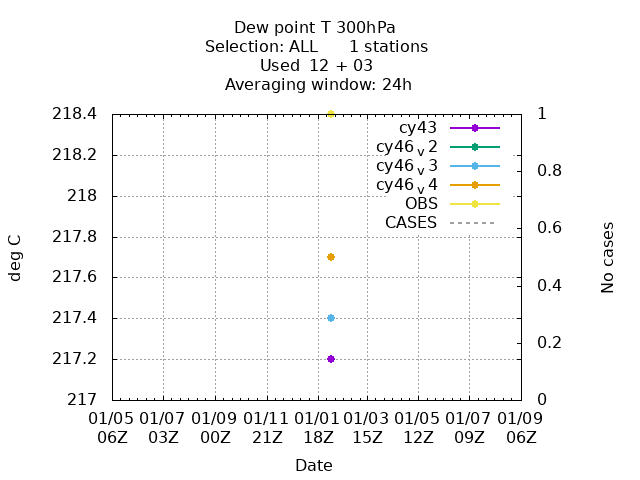 Dew point T 300hPa
Selection: ALL      1 stations
Used  12 + 03
Averaging window: 24h
218.4
218.2
218
217.8
217.6
217.4
217.2
217
1
0.8
0.6
0.4
0.2
0
cy43
cy46_v2
cy46_v3
cy46_v4
OBS
CASES
deg C
No cases
01/05 01/07 01/09 01/11 01/01 01/03 01/05 01/07 01/09
06Z 03Z 00Z 21Z 18Z 15Z 12Z 09Z 06Z
Date